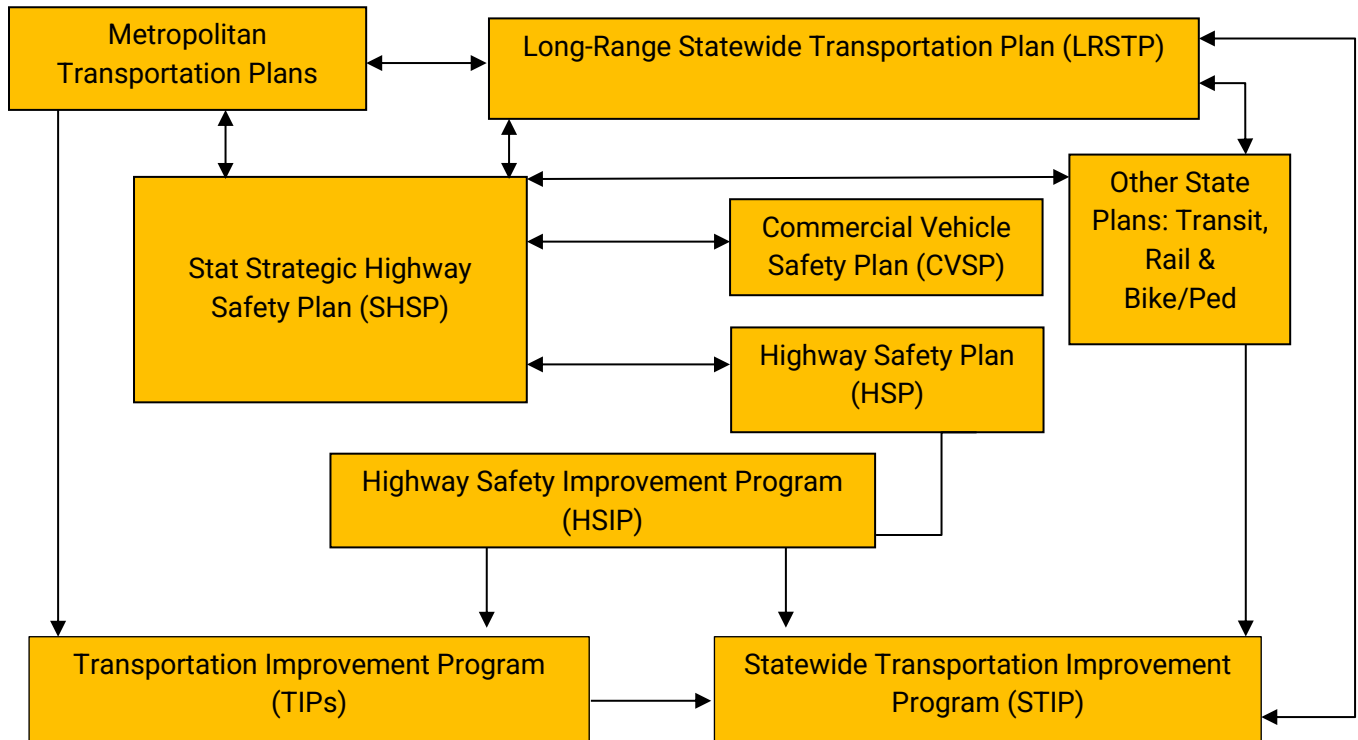 Metropolitan
Transportation Plans
Long-Range Statewide Transportation Plan (LRSTP)
Other State
Plans: Transit,
Rail &
Bike/Ped
Stat Strategic Highway
Safety Plan (SHSP)
Commercial Vehicle
Safety Plan (CVSP)
Highway Safety Plan
(HSP)
Highway Safety Improvement Program
(HSIP)
Transportation Improvement Program
(TIPs)
Statewide Transportation Improvement
Program (STIP)